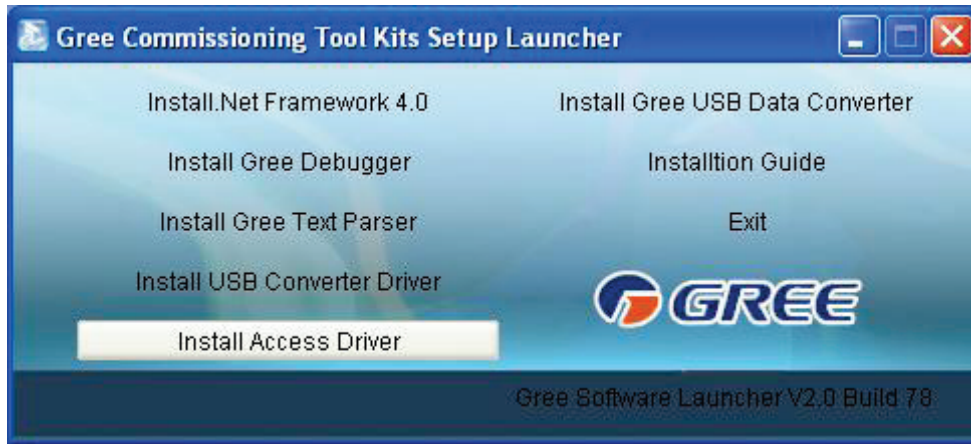 Gree Commissioning Tool Kits Setup Launcher
Install.Net Framework 4.0
Install Gree Debugger
Install Gree Text Parser
Install USB Converter Driver
Install Access Driver
Install Gree USB Data Converter
Installtion Guide
Exit
GREE
Gree Software Launcher V2.0 Build 78